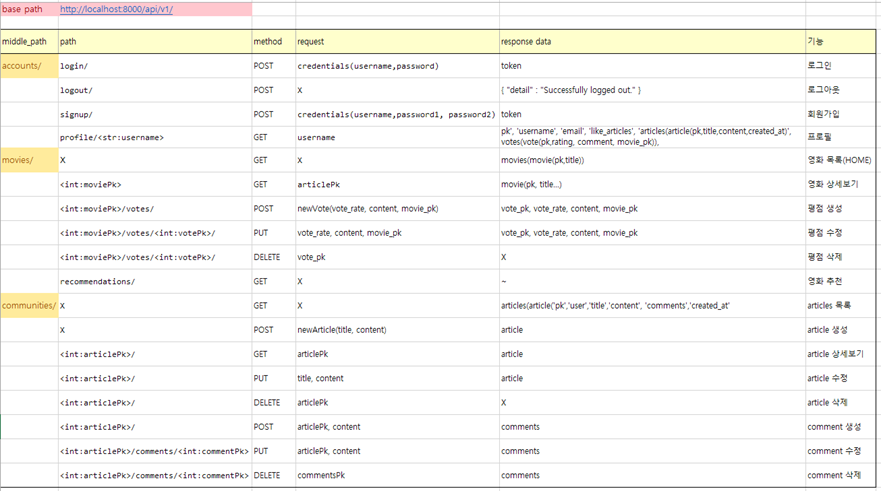 base path http://localhost:8000/api/v1/
middle_path path method request response data 기능
accounts/ login/ POST credentials(username,password) token 로그인
logout/ POST X { "detail" : "Successfully logged out." } 로그아웃
signup/ POST credentials(username,password1, password2) token 회원가입
profile/<str:username> GET username pk', 'username', 'email', 'like_articles', 'articles(article(pk,title,content,created_at)', 프로필
votes(vote(pk,rating, comment, movie_pk)),
movies/ X GET X movies(movie(pk,title)) 영화 목록(HOME)
<int:moviePk> GET articlePk movie(pk, title...) 영화 상세보기
<int:moviePk>/votes/ POST newVote(vote_rate, content, movie_pk) vote_pk, vote_rate, content, movie_pk 평점 생성
<int:moviePk>/votes/<int:votePk>/ PUT vote_rate, content, movie_pk vote_pk, vote_rate, content, movie_pk 평점 수정
<int:moviePk>/votes/<int:votePk>/ DELETE vote_pk X 평점 삭제
recommendations/ GET X ~ 영화 추천
communities/ X GET X articles(article('pk','user','title','content', 'comments','created_at' articles 목록
X POST newArticle(title, content) article article 생성
<int:articlePk>/ GET articlePk article article 상세보기
<int:articlePk>/ PUT title, content article article 수정
<int:articlePk>/ DELETE articlePk X article 삭제
<int:articlePk>/ POST articlePk, content comments comment 생성
<int:articlePk>/comments/<int:commentPk> PUT articlePk, content comments comment 수정
<int:articlePk>/comments/<int:commentPk> DELETE commentsPk comments comment 삭제